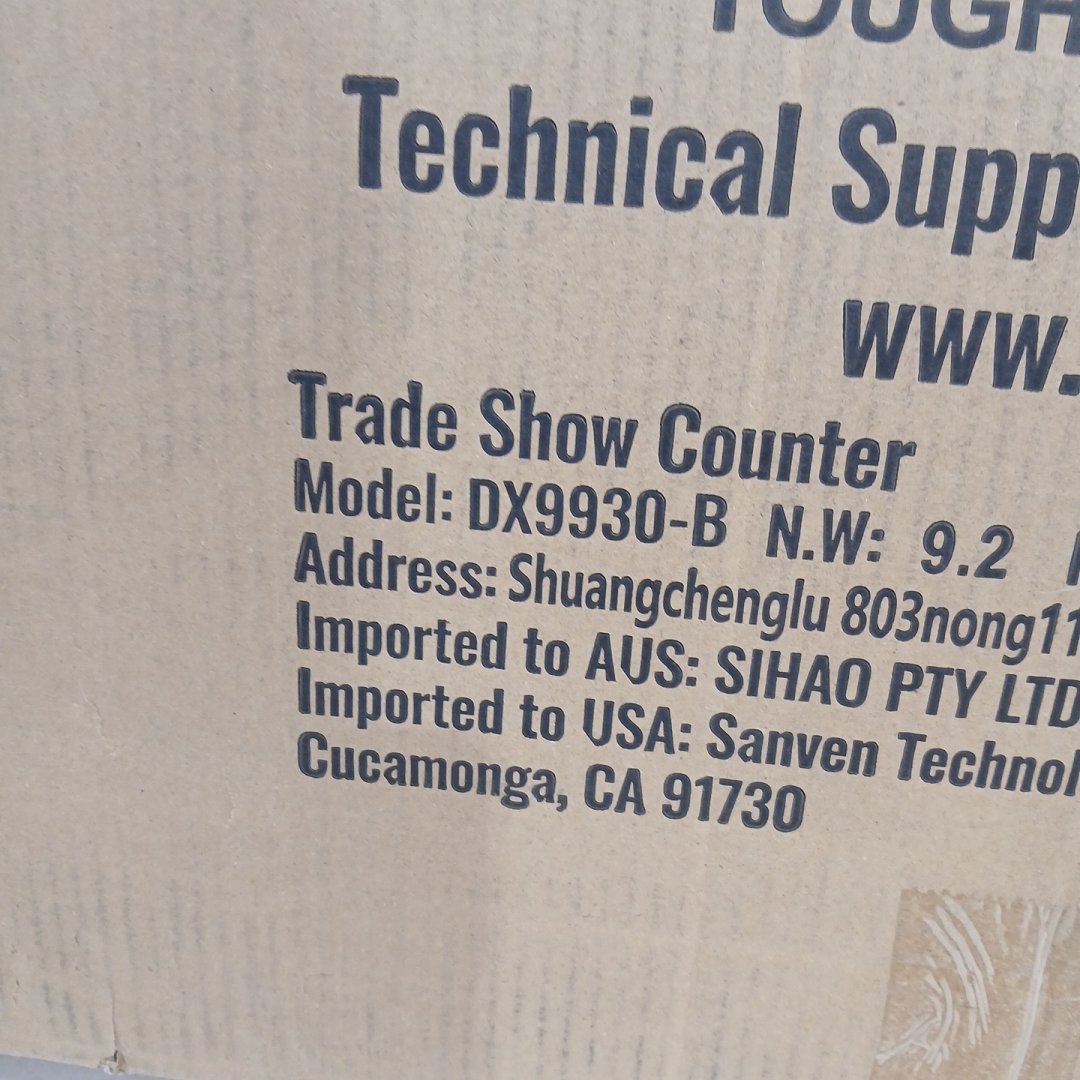 TOUGH
Technical Supp
www.
Trade Show Counter
Model: DX9930-B N.W: 9.2
Address: Shuangchenglu 803nong11
Imported to AUS: SIHAO PTY LTD
Imported to USA: Sanven Technol
Cucamonga, CA 91730